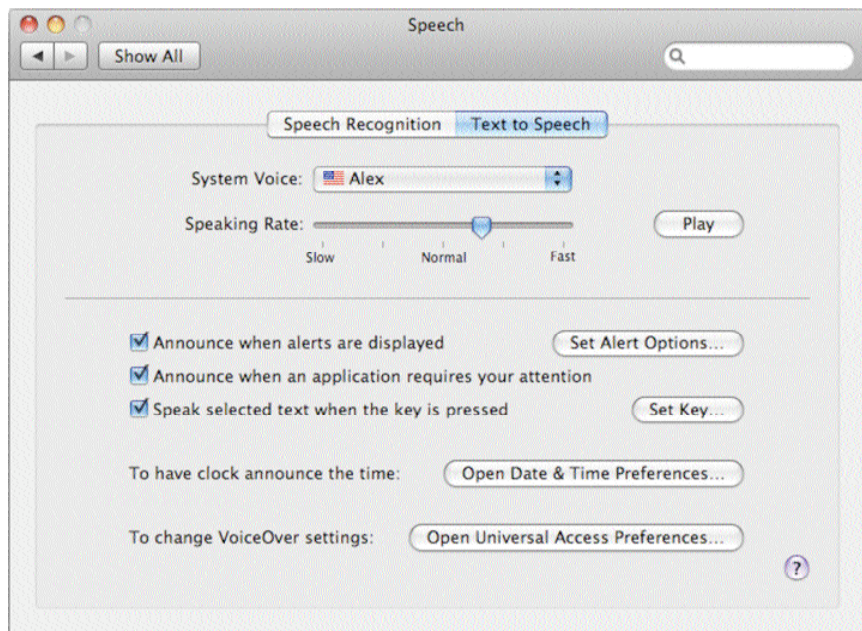 Speech
Show All
Speech Recognition Text to Speech
System Voice: Alex
Speaking Rate: Play
Slow Normal Fast
Announce when alerts are displayed Set Alert Options...
Announce when an application requires your attention
Speak selected text when the key is pressed Set Key...
To have clock announce the time: Open Date & Time Preferences...
To change VoiceOver settings: Open Universal Access Preferences...
?